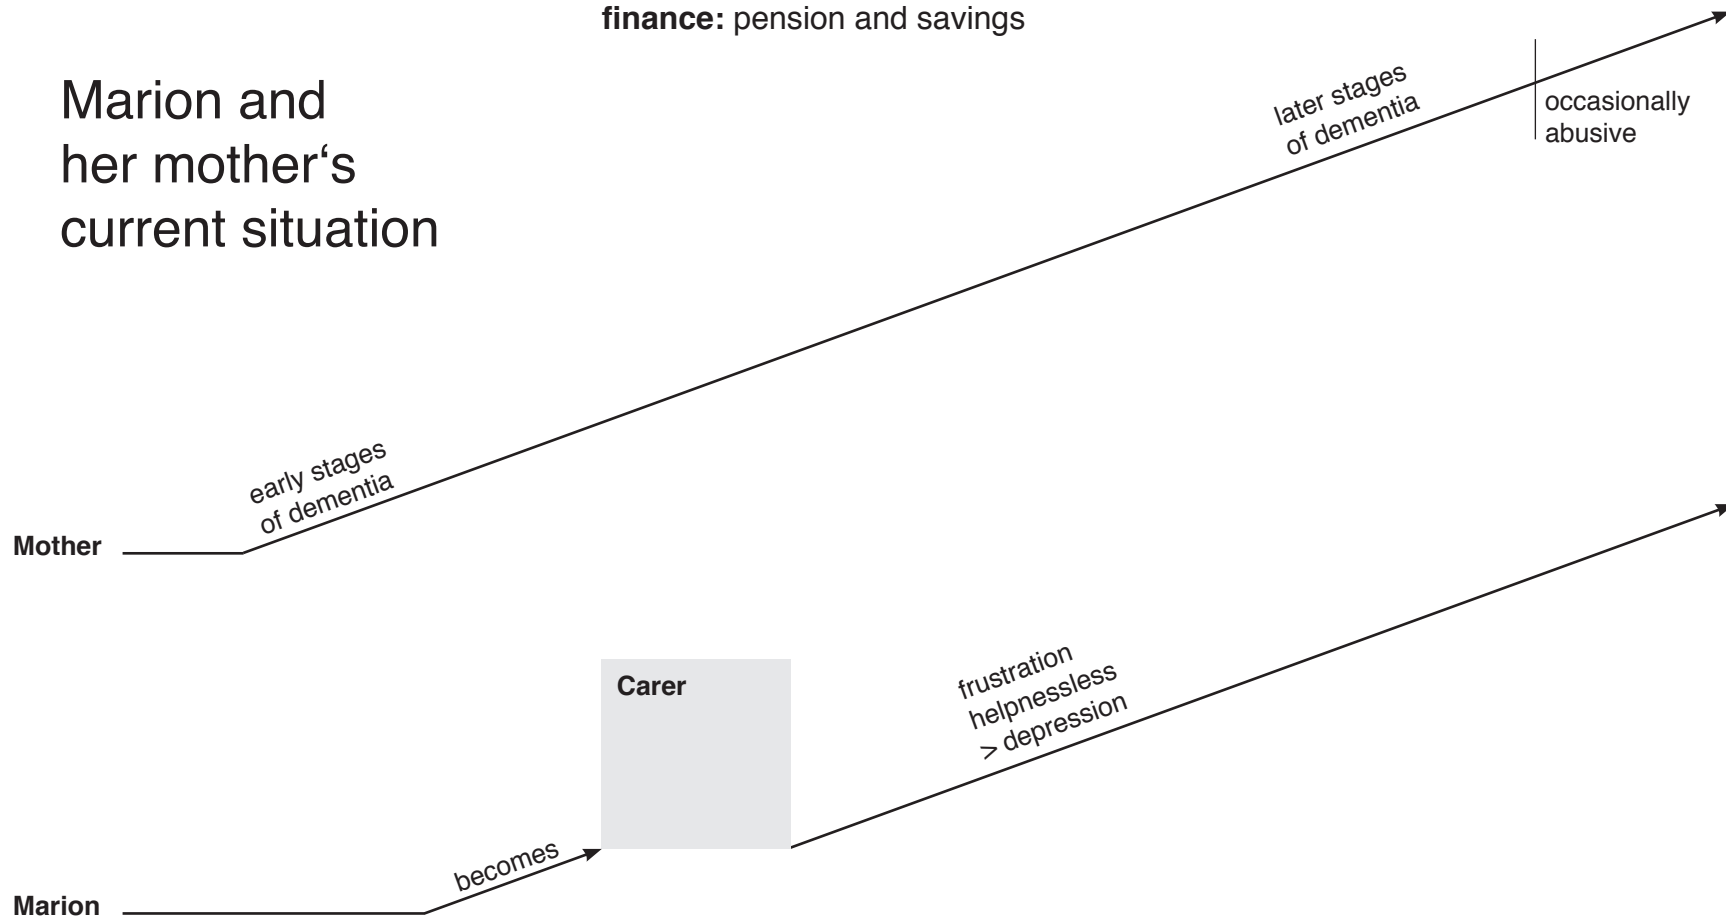 finance: pension and savings
Marion and
her mother‘s
current situation
later stages
of dementia
occasionally
abusive
early stages
of dementia
Mother
Carer
frustration
helpnessless
> depression
becomes
Marion